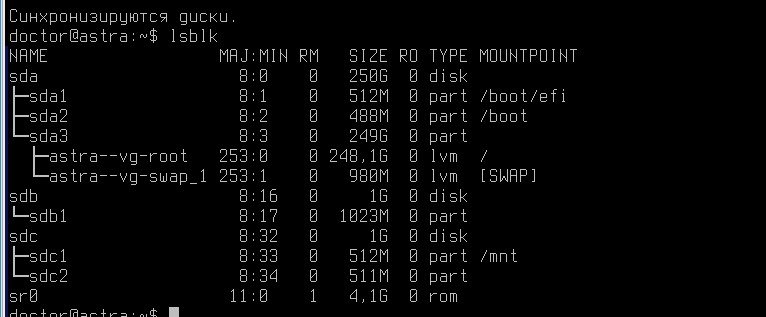 Синхронизируются диски.
doctor@astra:~$ lsblk
NAME MAJ:MIN RM SIZE RO TYPE MOUNTPOINT
sda 8:0 0 250G 0 disk
├─sda1 8:1 0 512M 0 part /boot/efi
├─sda2 8:2 0 488M 0 part /boot
└─sda3 8:3 0 249G 0 part
├─astra--vg-root 253:0 0 248,1G 0 lvm /
└─astra--vg-swap_1 253:1 0 980M 0 lvm [SWAP]
sdb 8:16 0 1G 0 disk
└─sdb1 8:17 0 1023M 0 part
sdc 8:32 0 1G 0 disk
├─sdc1 8:33 0 512M 0 part /mnt
└─sdc2 8:34 0 511M 0 part
sr0 11:0 1 4,1G 0 rom
doctor@astra:~$